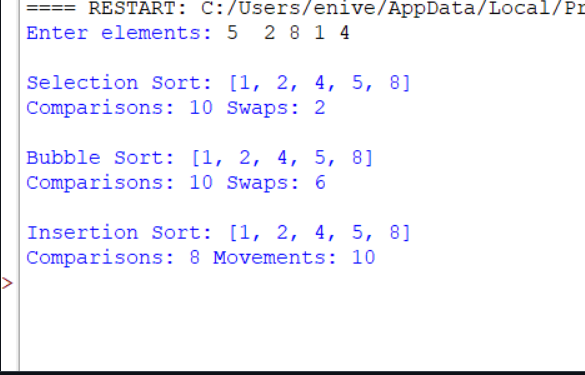 ==== RESTART: C:/Users/enive/AppData/Local/Pr
Enter elements: 5  2 8 1 4
Selection Sort: [1, 2, 4, 5, 8]
Comparisons: 10 Swaps: 2
Bubble Sort: [1, 2, 4, 5, 8]
Comparisons: 10 Swaps: 6
Insertion Sort: [1, 2, 4, 5, 8]
Comparisons: 8 Movements: 10
>